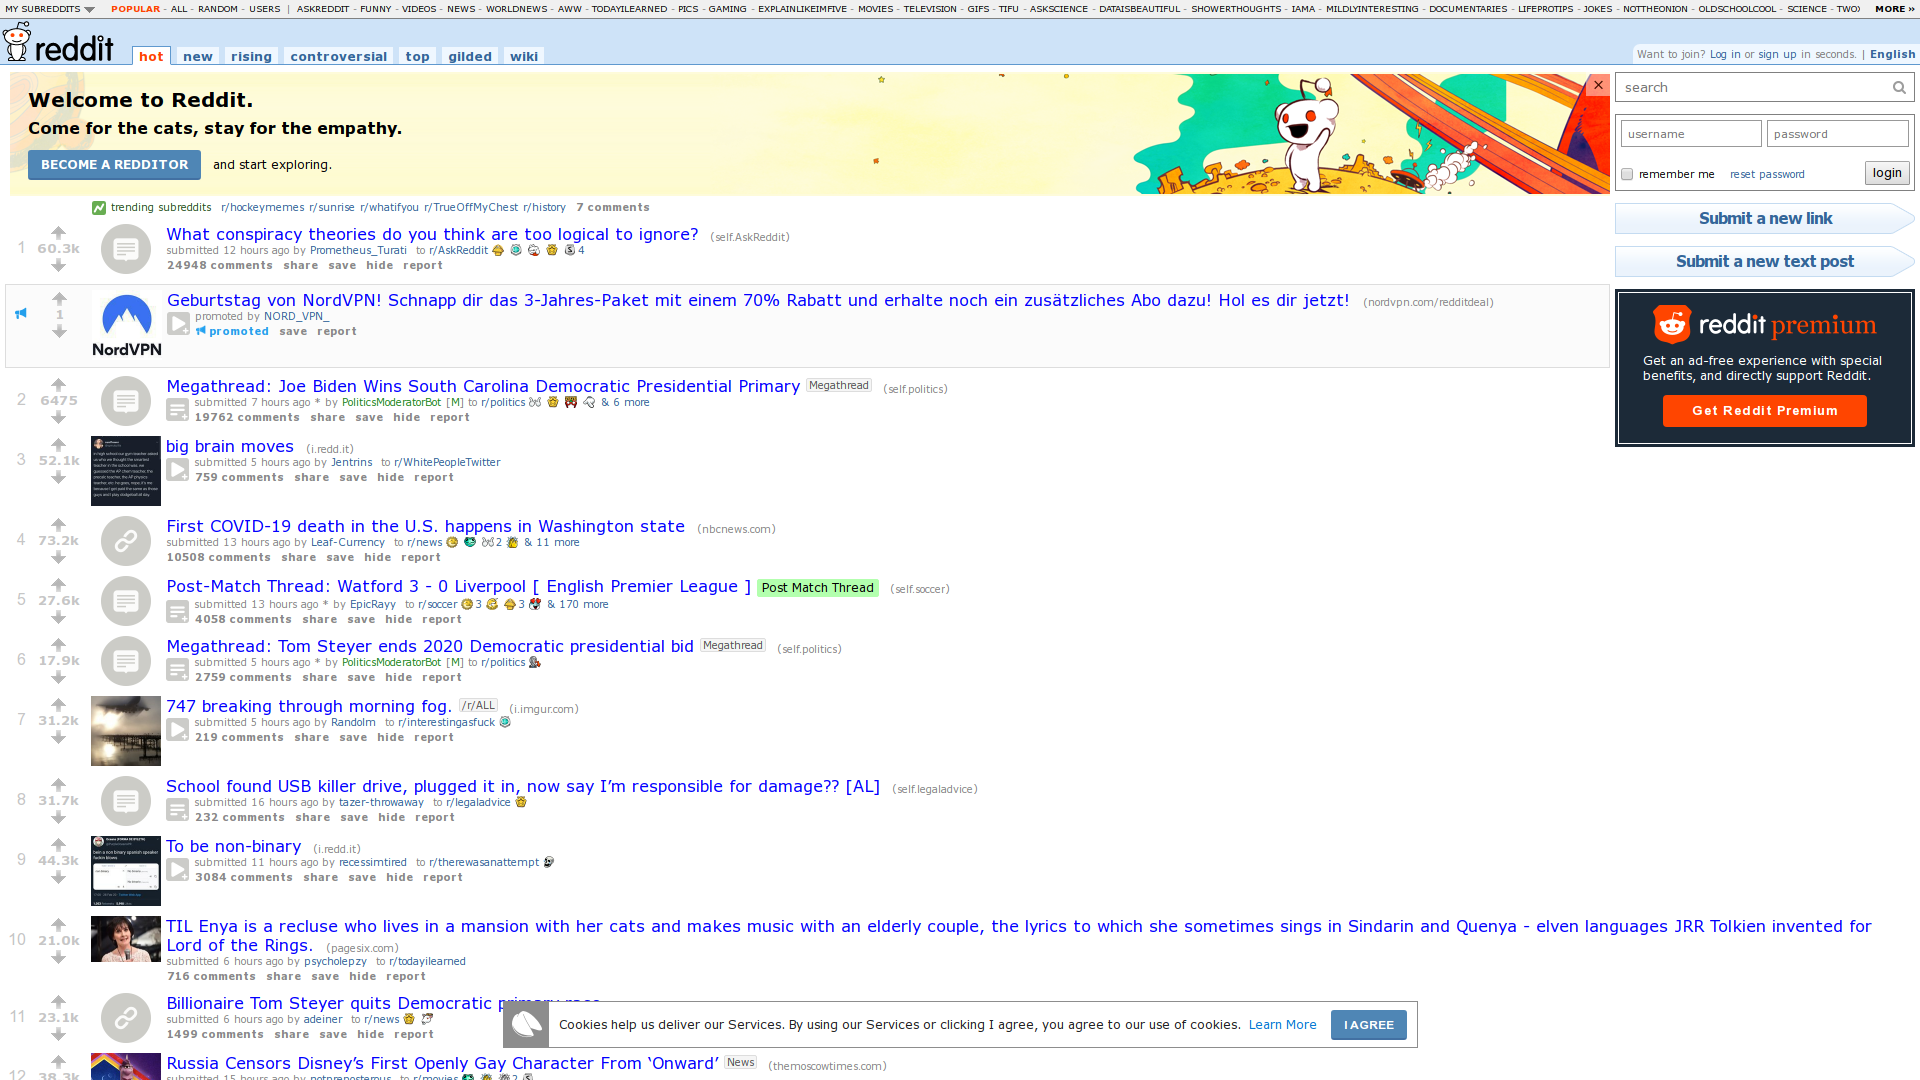 MY SUBREDDITS POPULAR - ALL - RANDOM - USERS | ASKREDDIT - FUNNY - VIDEOS - NEWS - WORLDNEWS - AWW - TODAYILEARNED - PICS - GAMING - EXPLAINLIKEIMFIVE - MOVIES - TELEVISION - GIFS - TIFU - ASKSCIENCE - DATAISBEAUTIFUL - SHOWERTHOUGHTS - IAMA - MILDLYINTERESTING - DOCUMENTARIES - LIFEPROTIPS - JOKES - NOTTHEONION - OLDSCHOOLCOOL - SCIENCE - TWOX MORE »
reddit hot new rising controversial top gilded wiki
Want to join? Log in or sign up in seconds. | English
Welcome to Reddit.
Come for the cats, stay for the empathy.
BECOME A REDDITOR and start exploring.
×
search
username password
remember me reset password login
Submit a new link
Submit a new text post
reddit premium
Get an ad-free experience with special
benefits, and directly support Reddit.
Get Reddit Premium
trending subreddits r/hockeymemes r/sunrise r/whatifyou r/TrueOffMyChest r/history 7 comments
1 60.3k
What conspiracy theories do you think are too logical to ignore? (self.AskReddit)
submitted 12 hours ago by Prometheus_Turati to r/AskReddit 4
24948 comments share save hide report
1
NordVPN
Geburtstag von NordVPN! Schnapp dir das 3-Jahres-Paket mit einem 70% Rabatt und erhalte noch ein zusätzliches Abo dazu! Hol es dir jetzt! (nordvpn.com/redditdeal)
promoted by NORD_VPN_
promoted save report
2 6475
Megathread: Joe Biden Wins South Carolina Democratic Presidential Primary Megathread (self.politics)
submitted 7 hours ago * by PoliticsModeratorBot [M] to r/politics & 6 more
19762 comments share save hide report
3 52.1k
big brain moves (i.redd.it)
submitted 5 hours ago by Jentrins to r/WhitePeopleTwitter
759 comments share save hide report
4 73.2k
First COVID-19 death in the U.S. happens in Washington state (nbcnews.com)
submitted 13 hours ago by Leaf-Currency to r/news 2 & 11 more
10508 comments share save hide report
5 27.6k
Post-Match Thread: Watford 3 - 0 Liverpool [ English Premier League ] Post Match Thread (self.soccer)
submitted 13 hours ago * by EpicRayy to r/soccer 3 3 & 170 more
4058 comments share save hide report
6 17.9k
Megathread: Tom Steyer ends 2020 Democratic presidential bid Megathread (self.politics)
submitted 5 hours ago * by PoliticsModeratorBot [M] to r/politics
2759 comments share save hide report
7 31.2k
747 breaking through morning fog. /r/ALL (i.imgur.com)
submitted 5 hours ago by Randolm to r/interestingasfuck
219 comments share save hide report
8 31.7k
School found USB killer drive, plugged it in, now say I’m responsible for damage?? [AL] (self.legaladvice)
submitted 16 hours ago by tazer-throwaway to r/legaladvice
232 comments share save hide report
9 44.3k
To be non-binary (i.redd.it)
submitted 11 hours ago by recessimtired to r/therewasanattempt
3084 comments share save hide report
10 21.0k
TIL Enya is a recluse who lives in a mansion with her cats and makes music with an elderly couple, the lyrics to which she sometimes sings in Sindarin and Quenya - elven languages JRR Tolkien invented for
Lord of the Rings. (pagesix.com)
submitted 6 hours ago by psycholepzy to r/todayilearned
716 comments share save hide report
11 23.1k
Billionaire Tom Steyer quits Democratic primary race
submitted 6 hours ago by adeiner to r/news
1499 comments share save hide report
Cookies help us deliver our Services. By using our Services or clicking I agree, you agree to our use of cookies. Learn More I AGREE
12 38.3k
Russia Censors Disney’s First Openly Gay Character From ‘Onward’ News (themoscowtimes.com)
submitted 15 hours ago by notpreposterous to r/movies 2